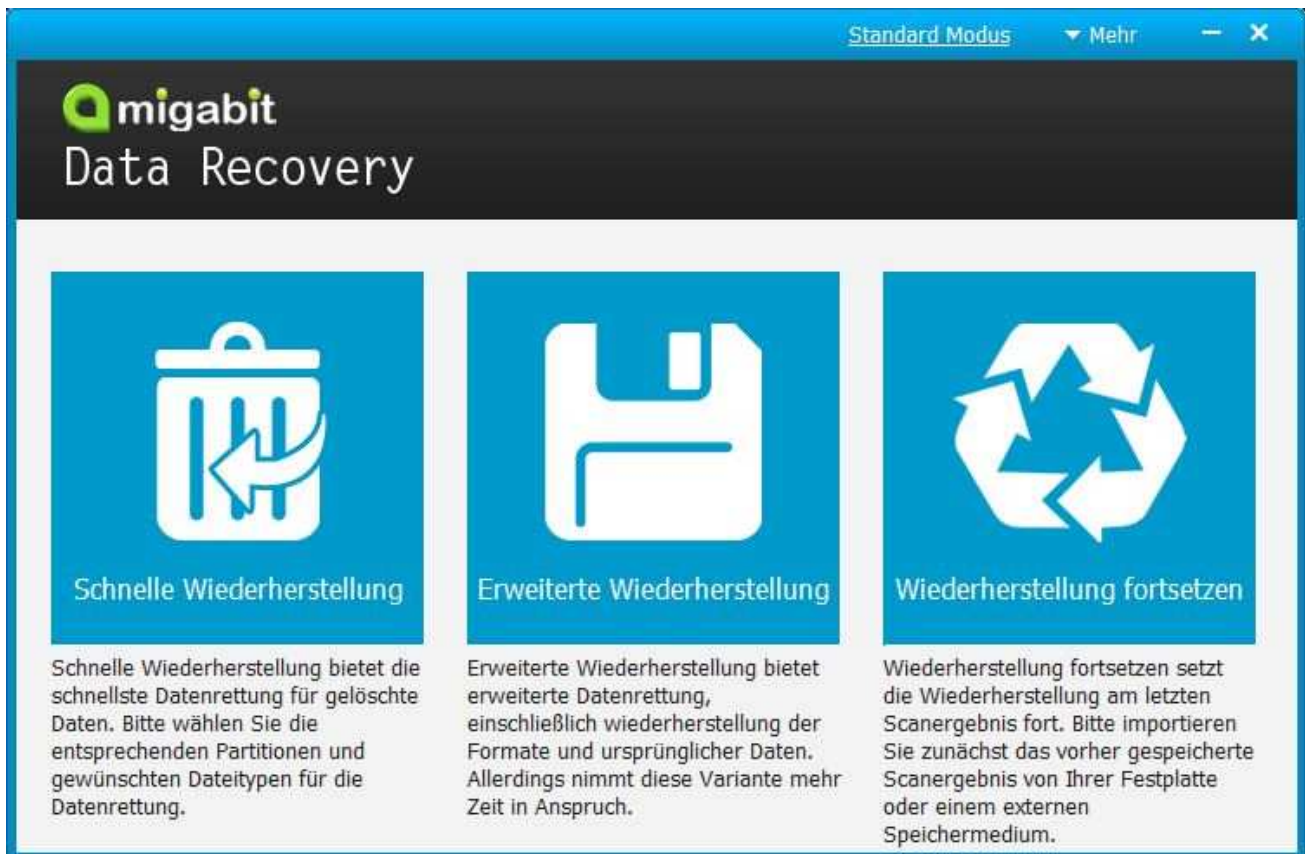 Standard Modus Mehr
amigabit
Data Recovery
Schnelle Wiederherstellung
Schnelle Wiederherstellung bietet die
schnellste Datenrettung für gelöschte
Daten. Bitte wählen Sie die
entsprechenden Partitionen und
gewünschten Dateitypen für die
Datenrettung.
Erweiterte Wiederherstellung
Erweiterte Wiederherstellung bietet
erweiterte Datenrettung,
einschließlich wiederherstellung der
Formate und ursprünglicher Daten.
Allerdings nimmt diese Variante mehr
Zeit in Anspruch.
Wiederherstellung fortsetzen
Wiederherstellung fortsetzen setzt
die Wiederherstellung am letzten
Scanergebnis fort. Bitte importieren
Sie zunächst das vorher gespeicherte
Scanergebnis von Ihrer Festplatte
oder einem externen
Speichermedium.